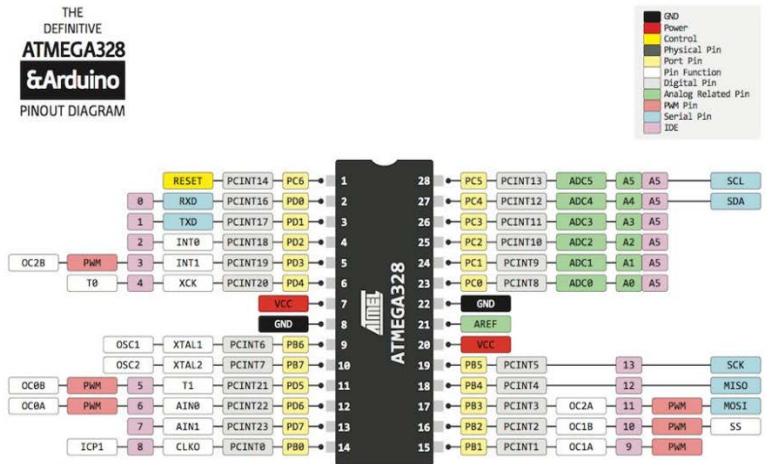 THE
DEFINITIVE
ATMEGA328
&Arduino
PINOUT DIAGRAM
GND
Power
Control
Physical Pin
Port Pin
Pin Function
Digital Pin
Analog Related Pin
PWM Pin
Serial Pin
IDE
RESET PCINT14 PC6 1 28 PC5 PCINT13 ADC5 A5 A5 SCL
0 RXD PCINT16 PD0 2 27 PC4 PCINT12 ADC4 A4 A5 SDA
1 TXD PCINT17 PD1 3 26 PC3 PCINT11 ADC3 A3 A5
2 INT0 PCINT18 PD2 4 25 PC2 PCINT10 ADC2 A2 A5
OC2B PWM 3 INT1 PCINT19 PD3 5 24 PC1 PCINT9 ADC1 A1 A5
T0 4 XCK PCINT20 PD4 6 23 PC0 PCINT8 ADC0 A0 A5
VCC 7 22 GND
GND 8 21 AREF
OSC1 XTAL1 PCINT6 PB6 9 20 VCC
OSC2 XTAL2 PCINT7 PB7 10 19 PB5 PCINT5 13 SCK
OC0B PWM 5 T1 PCINT21 PD5 11 18 PB4 PCINT4 12 MISO
OC0A PWM 6 AIN0 PCINT22 PD6 12 17 PB3 PCINT3 OC2A 11 PWM MOSI
7 AIN1 PCINT23 PD7 13 16 PB2 PCINT2 OC1B 10 PWM SS
ICP1 8 CLKO PCINT0 PB0 14 15 PB1 PCINT1 OC1A 9 PWM
ATMEL
ATMEGA328